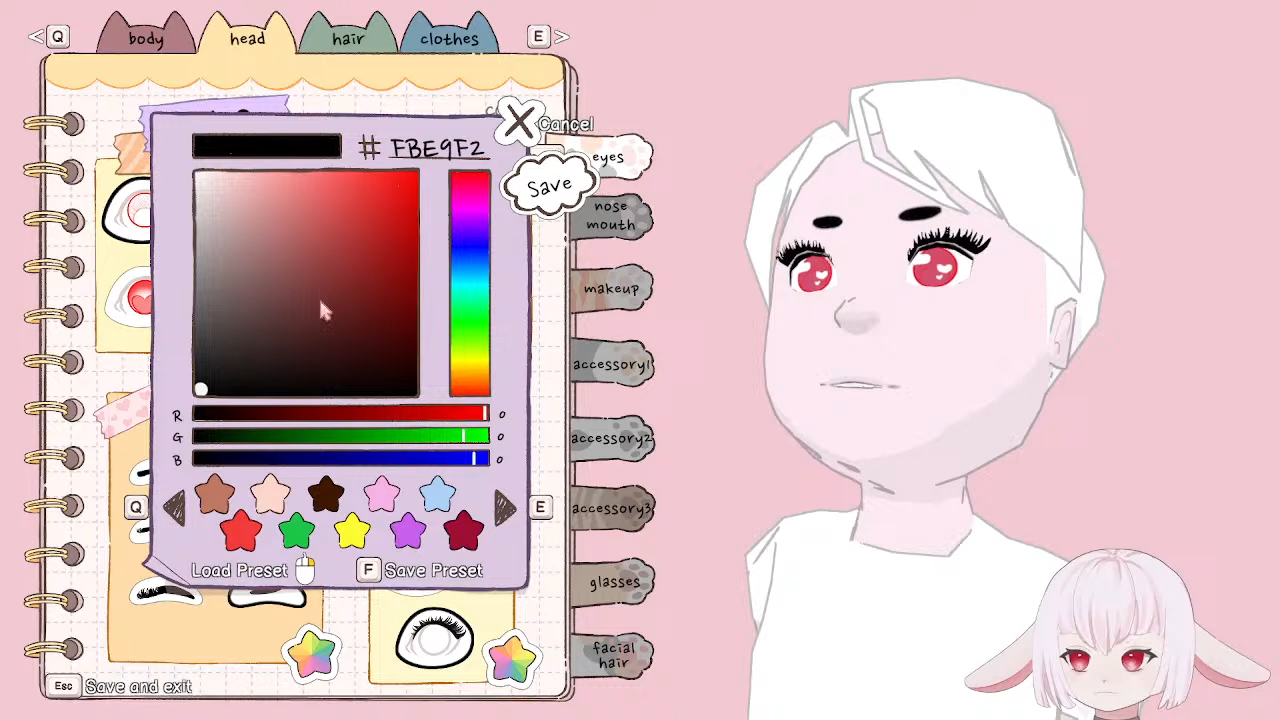 Q
body
head
hair
clothes
E
# FBE9F2
Cancel
eyes
Save
nose
mouth
makeup
accessory1
R 0
G 0
B 0
accessory2
Q
E
accessory3
Load Preset
F Save Preset
glasses
facial
hair
Esc Save and exit